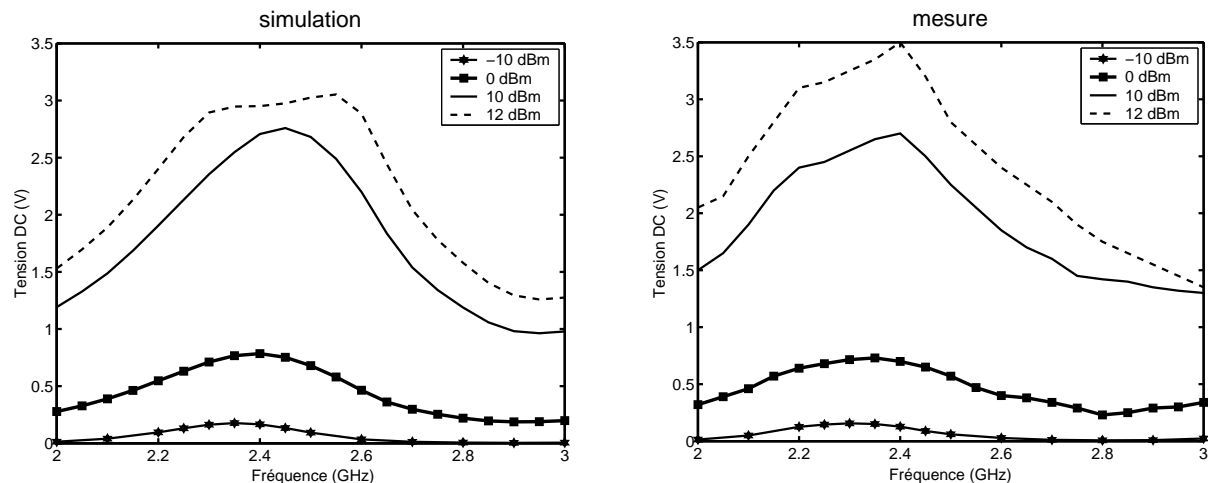 simulation
3.5
3
2.5
2
1.5
1
0.5
0
Tension DC (V)
2
2.2
2.4
2.6
2.8
3
Fréquence (GHz)
−10 dBm
0 dBm
10 dBm
12 dBm
mesure
3.5
3
2.5
2
1.5
1
0.5
0
Tension DC (V)
2
2.2
2.4
2.6
2.8
3
Fréquence (GHz)
−10 dBm
0 dBm
10 dBm
12 dBm